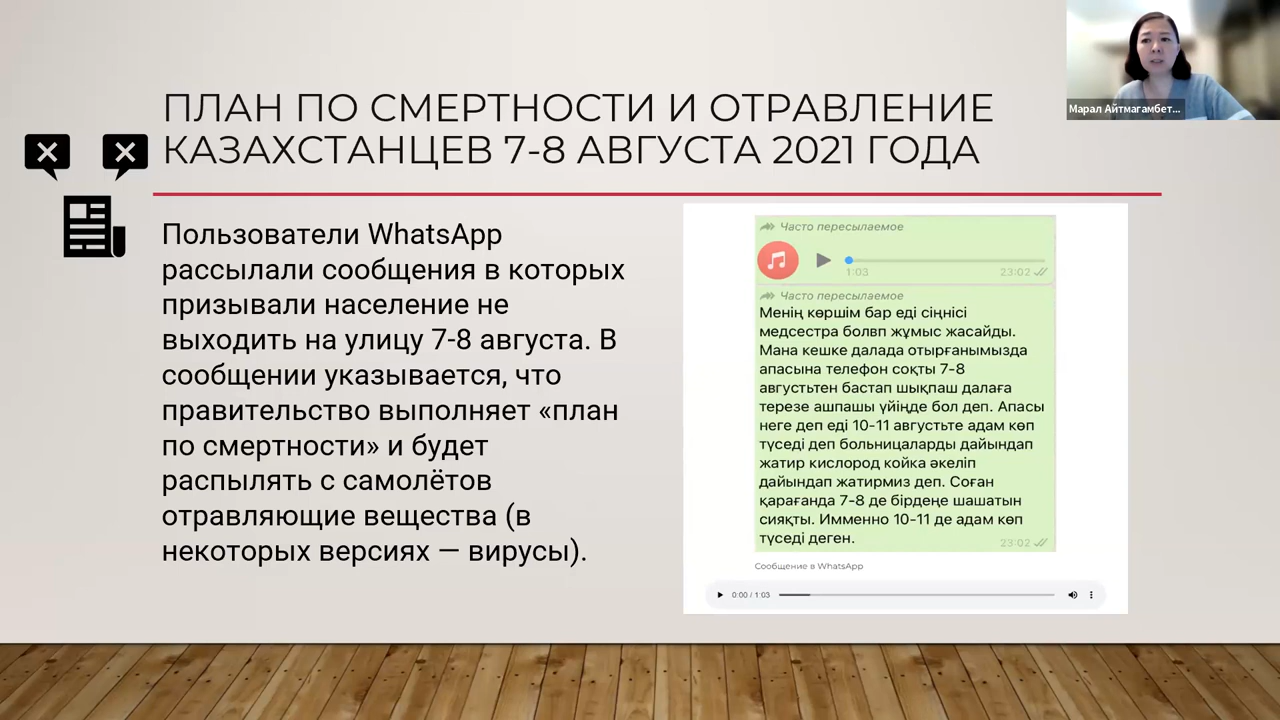 ПЛАН ПО СМЕРТНОСТИ И ОТРАВЛЕНИЕ
КАЗАХСТАНЦЕВ 7-8 АВГУСТА 2021 ГОДА
Марал Айтмагамбет...
Пользователи WhatsApp
рассылали сообщения в которых
призывали население не
выходить на улицу 7-8 августа. В
сообщении указывается, что
правительство выполняет «план
по смертности» и будет
распылять с самолётов
отравляющие вещества (в
некоторых версиях — вирусы).
Часто пересылаемое
1:03 23:02
Часто пересылаемое
Менің көршім бар еді сіңнісі
медсестра болвп жұмыс жасайды.
Мана кешке далада отырғанымызда
апасына телефон соқты 7-8
августьтен бастап шықпаш далаға
терезе ашпашы үйіңде бол деп. Апасы
неге деп еді 10-11 августьте адам көп
түседі деп больницаларды дайындап
жатир кислород койка әкеліп
дайындап жатирмиз деп. Соған
қарағанда 7-8 де бірдеңе шашатын
сияқты. Имменно 10-11 де адам көп
түседі деген.
23:02
Сообщение в WhatsApp
0:00 / 1:03